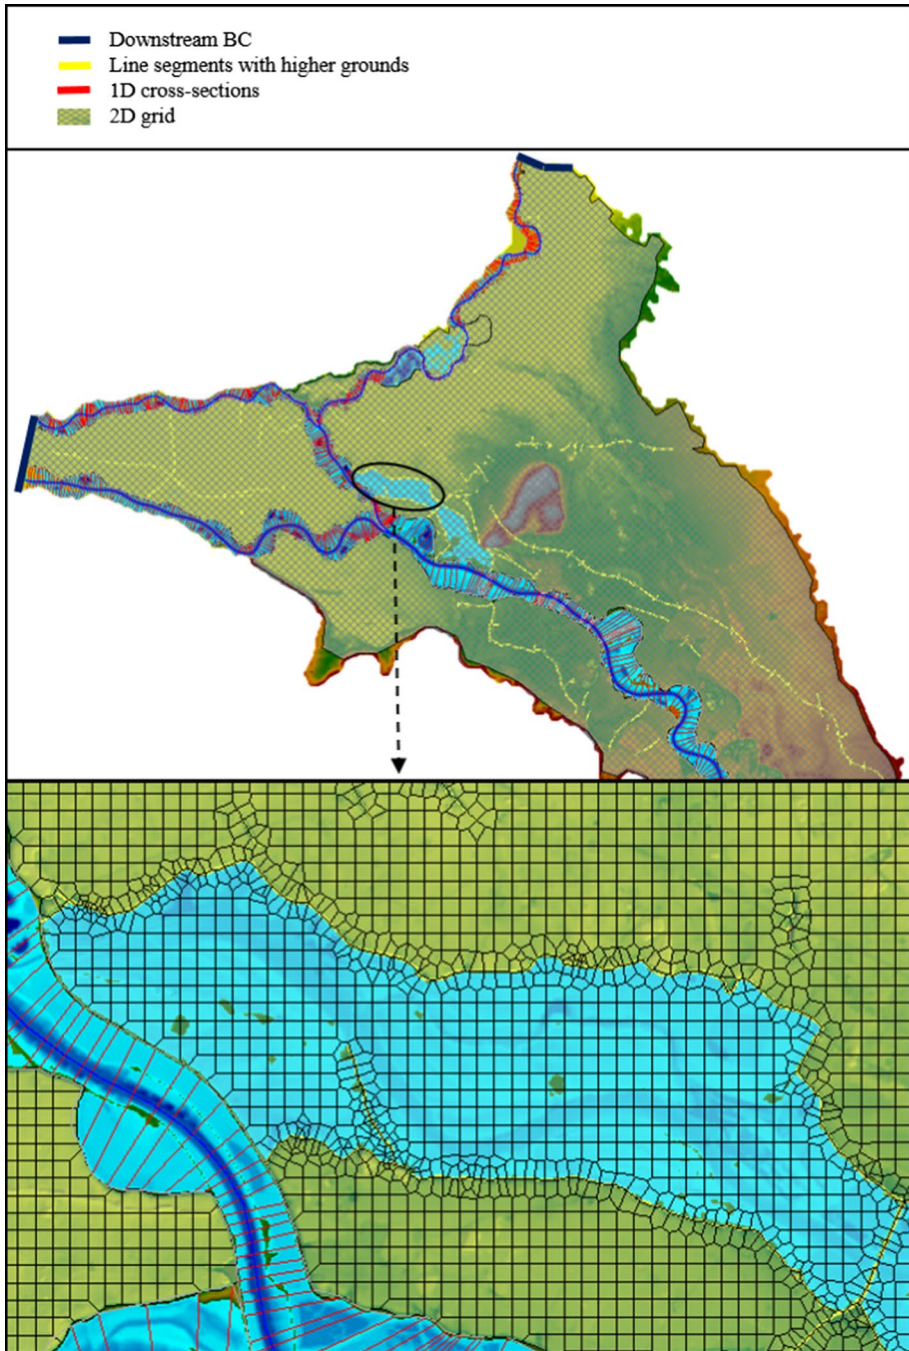 Downstream BC
Line segments with higher grounds
1D cross-sections
2D grid